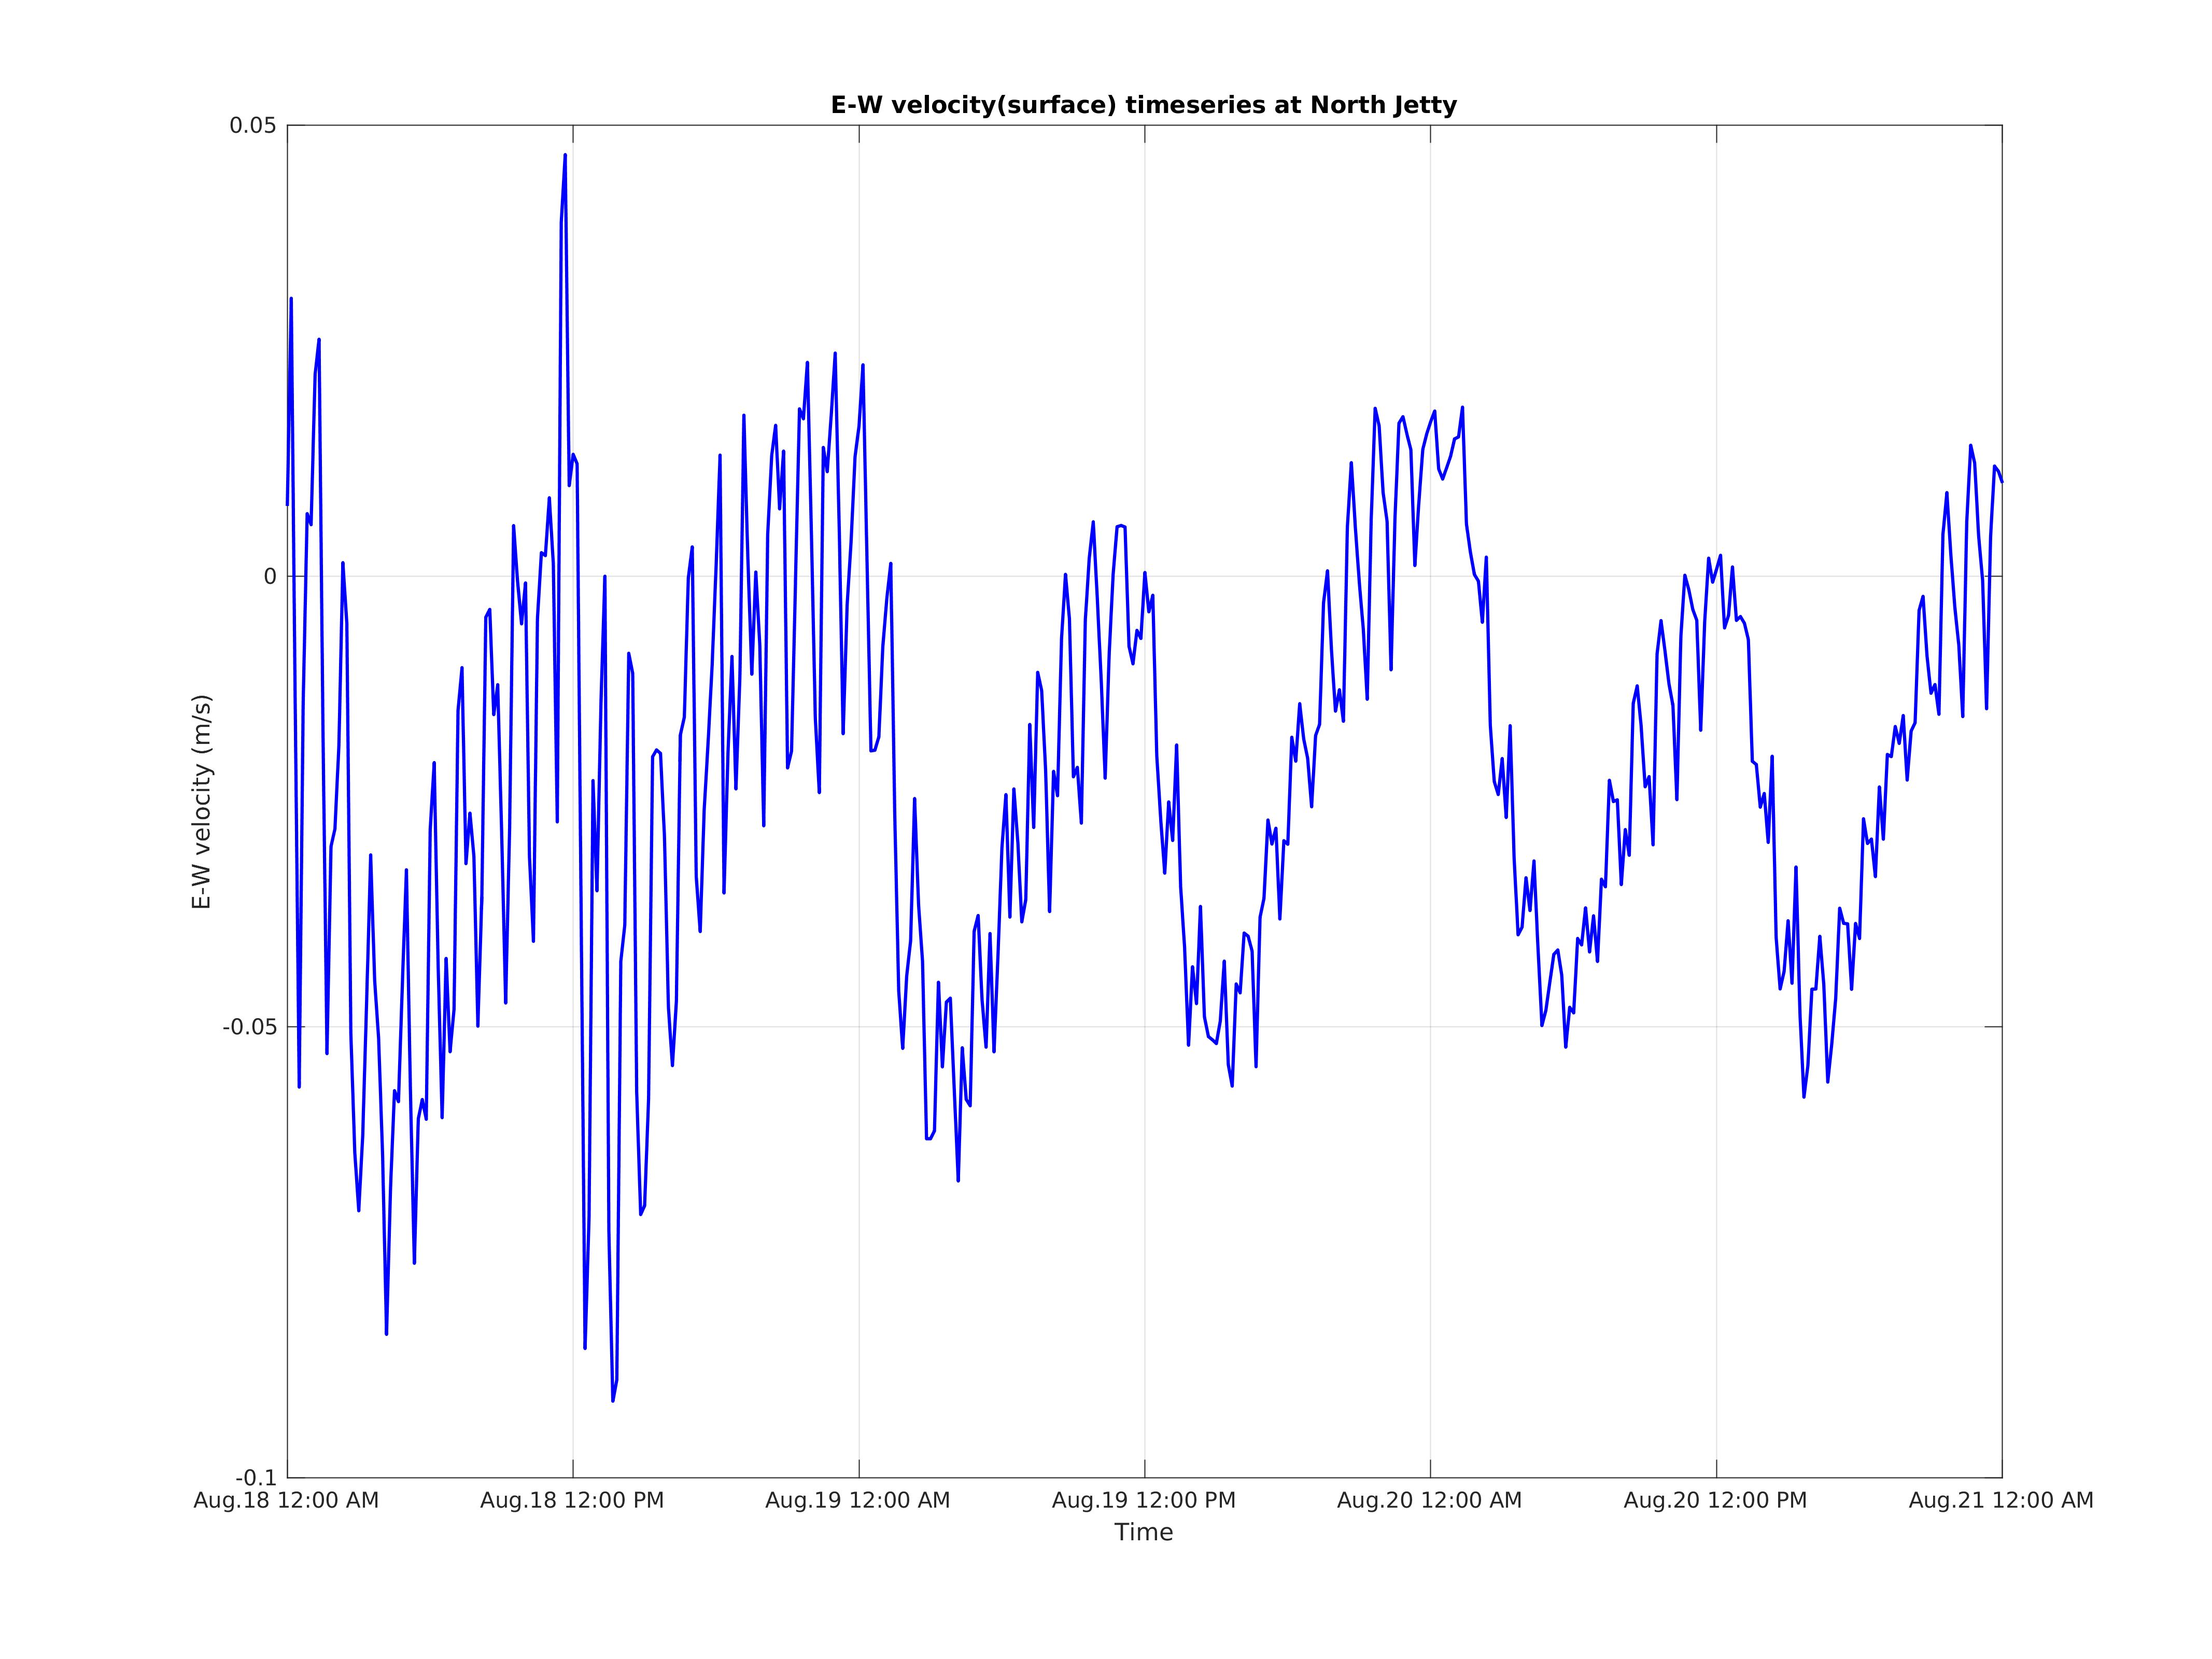 E-W velocity(surface) timeseries at North Jetty
0.05
0
-0.05
-0.1
E-W velocity (m/s)
Aug.18 12:00 AM Aug.18 12:00 PM Aug.19 12:00 AM Aug.19 12:00 PM Aug.20 12:00 AM Aug.20 12:00 PM Aug.21 12:00 AM
Time